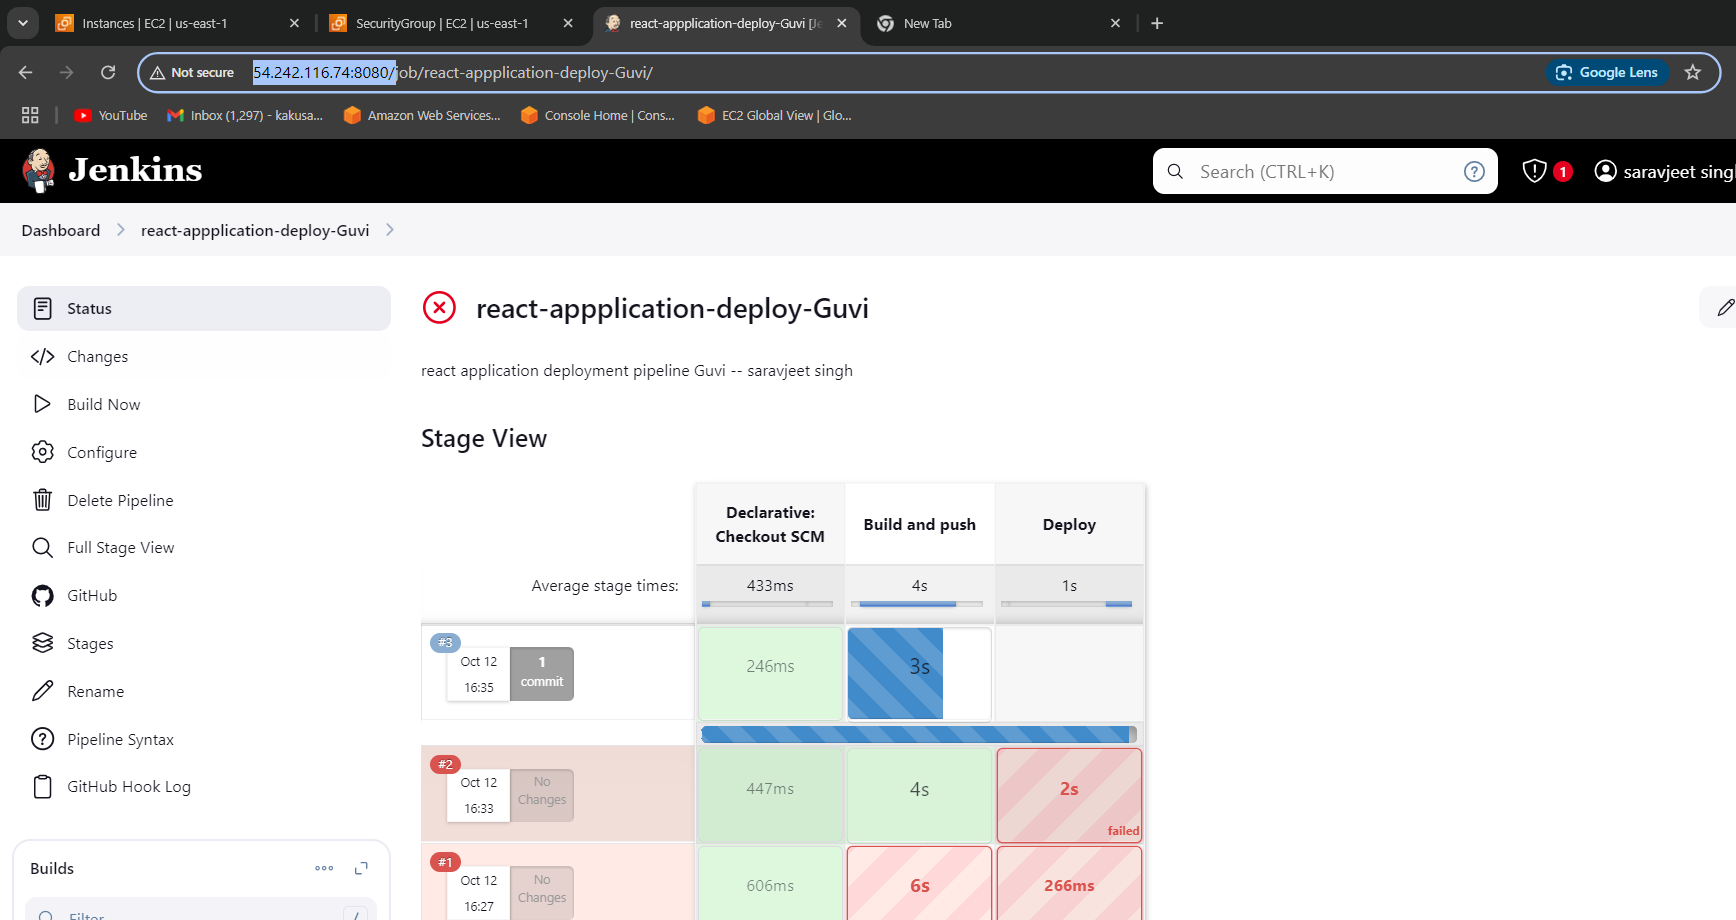 Instances | EC2 | us-east-1
SecurityGroup | EC2 | us-east-1
react-appplication-deploy-Guvi [Je
New Tab
Not secure
54.242.116.74:8080/job/react-appplication-deploy-Guvi/
Google Lens
YouTube
Inbox (1,297) - kakusa...
Amazon Web Services...
Console Home | Cons...
EC2 Global View | Glo...
Jenkins
Search (CTRL+K)
1
saravjeet sing
Dashboard
react-appplication-deploy-Guvi
Status
Changes
Build Now
Configure
Delete Pipeline
Full Stage View
GitHub
Stages
Rename
Pipeline Syntax
GitHub Hook Log
Builds
Filter
/
react-appplication-deploy-Guvi
react application deployment pipeline Guvi -- saravjeet singh
Stage View
Declarative:
Checkout SCM
Build and push
Deploy
Average stage times:
433ms
4s
1s
#3
Oct 12
16:35
1
commit
246ms
3s
#2
Oct 12
16:33
No
Changes
447ms
4s
2s
failed
#1
Oct 12
16:27
No
Changes
606ms
6s
266ms